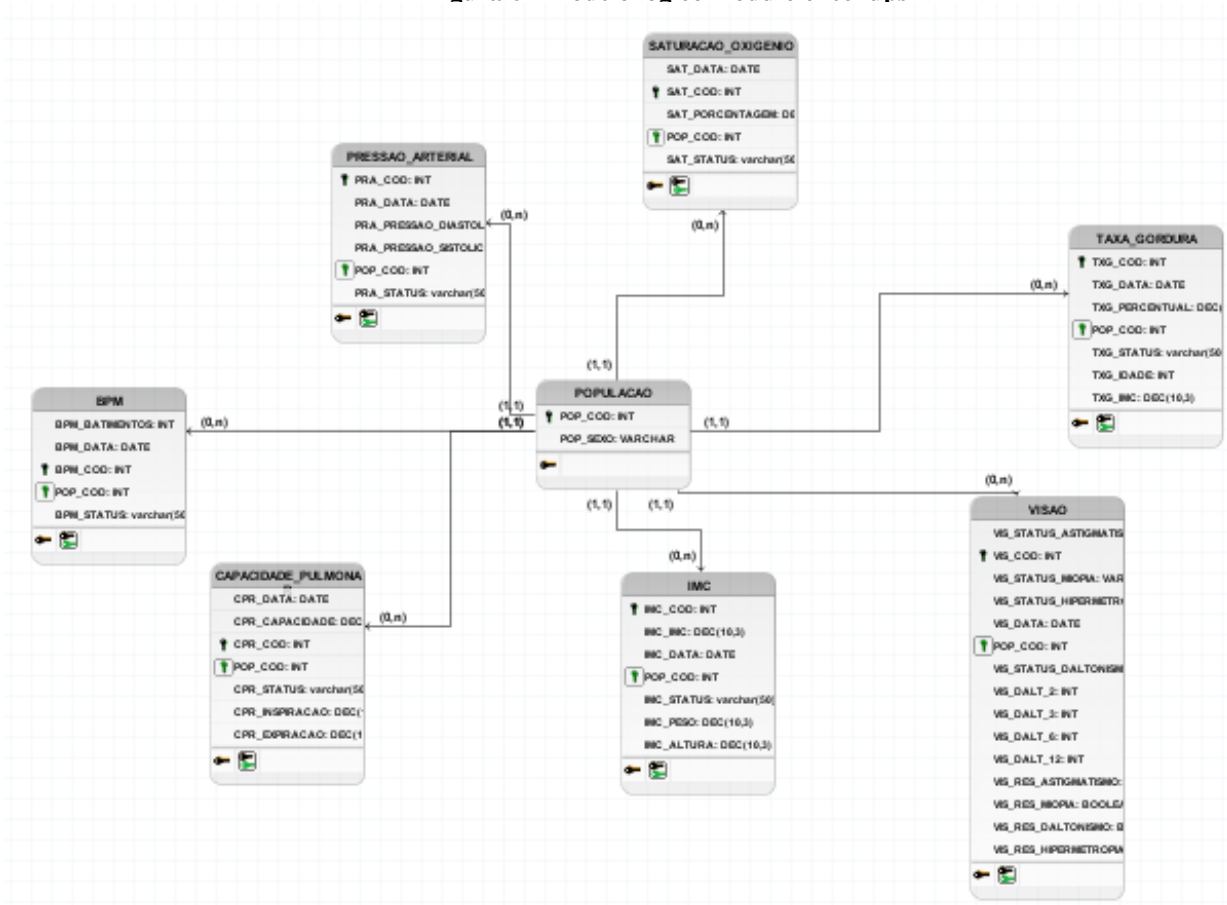 SATURACAO_OXIGENIO
SAT_DATA: DATE
SAT_COD: INT
SAT_PORCENTAGEM: DE
POP_COD: INT
SAT_STATUS: varchar(50
(0,n)
PRESSAO_ARTERIAL
PRA_COD: INT
PRA_DATA: DATE
PRA_PRESSAO_DIASTOL
PRA_PRESSAO_SISTOLIC
POP_COD: INT
PRA_STATUS: varchar(50
(0,n)
TAXA_GORDURA
TXG_COD: INT
TXG_DATA: DATE
TXG_PERCENTUAL: DEC(
POP_COD: INT
TXG_STATUS: varchar(50
TXG_IDADE: INT
TXG_IMC: DEC(10,3)
(0,n)
(1,1)
POPULACAO
POP_COD: INT
POP_SEXO: VARCHAR
(1,1)
(1,1)
(1,1)
(1,1)
(1,1)
BPM
BPM_BATIMENTOS: INT
BPM_DATA: DATE
BPM_COD: INT
POP_COD: INT
BPM_STATUS: varchar(50
(0,n)
CAPACIDADE_PULMONA
CPR_DATA: DATE
CPR_CAPACIDADE: DEC
CPR_COD: INT
POP_COD: INT
CPR_STATUS: varchar(50
CPR_INSPIRACAO: DEC(
CPR_EXPIRACAO: DEC(1
(0,n)
(0,n)
IMC
IMC_COD: INT
IMC_IMC: DEC(10,3)
IMC_DATA: DATE
POP_COD: INT
IMC_STATUS: varchar(50)
IMC_PESO: DEC(10,3)
IMC_ALTURA: DEC(10,3)
(0,n)
VISAO
VIS_STATUS_ASTIGMATIS
VIS_COD: INT
VIS_STATUS_MIOPIA: VAR
VIS_STATUS_HIPERMETR
VIS_DATA: DATE
POP_COD: INT
VIS_STATUS_DALTONISM
VIS_DALT_2: INT
VIS_DALT_3: INT
VIS_DALT_6: INT
VIS_DALT_12: INT
VIS_RES_ASTIGMATISMO:
VIS_RES_MIOPIA: BOOLEA
VIS_RES_DALTONISMO: B
VIS_RES_HIPERMETROPIA